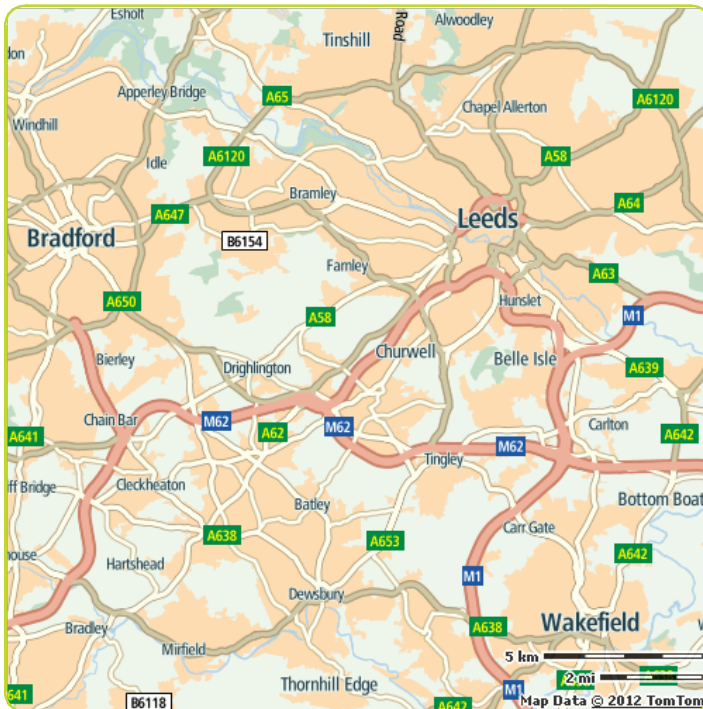 Esholt
Alwoodley
Road
Tinshill
don
Apperley Bridge
A65
Chapel Allerton
A6120
Windhill
Idle
A6120
A58
Bramley
A647
A64
Leeds
Bradford
B6154
Farnley
A63
A650
Hunslet
A58
M1
Churwell
Belle Isle
Bierley
Drighlington
A639
Chain Bar
M62
A62
M62
Carlton
A641
A642
M62
Tingley
iff Bridge
Cleckheaton
Batley
Bottom Boat
Carr Gate
A638
A653
A642
house
Hartshead
M1
Dewsbury
Bradley
Mirfield
A638
Wakefield
W
5 km
2 mi
Thornhill Edge
641
B6118
A642
M1
Map Data © 2012 TomTom